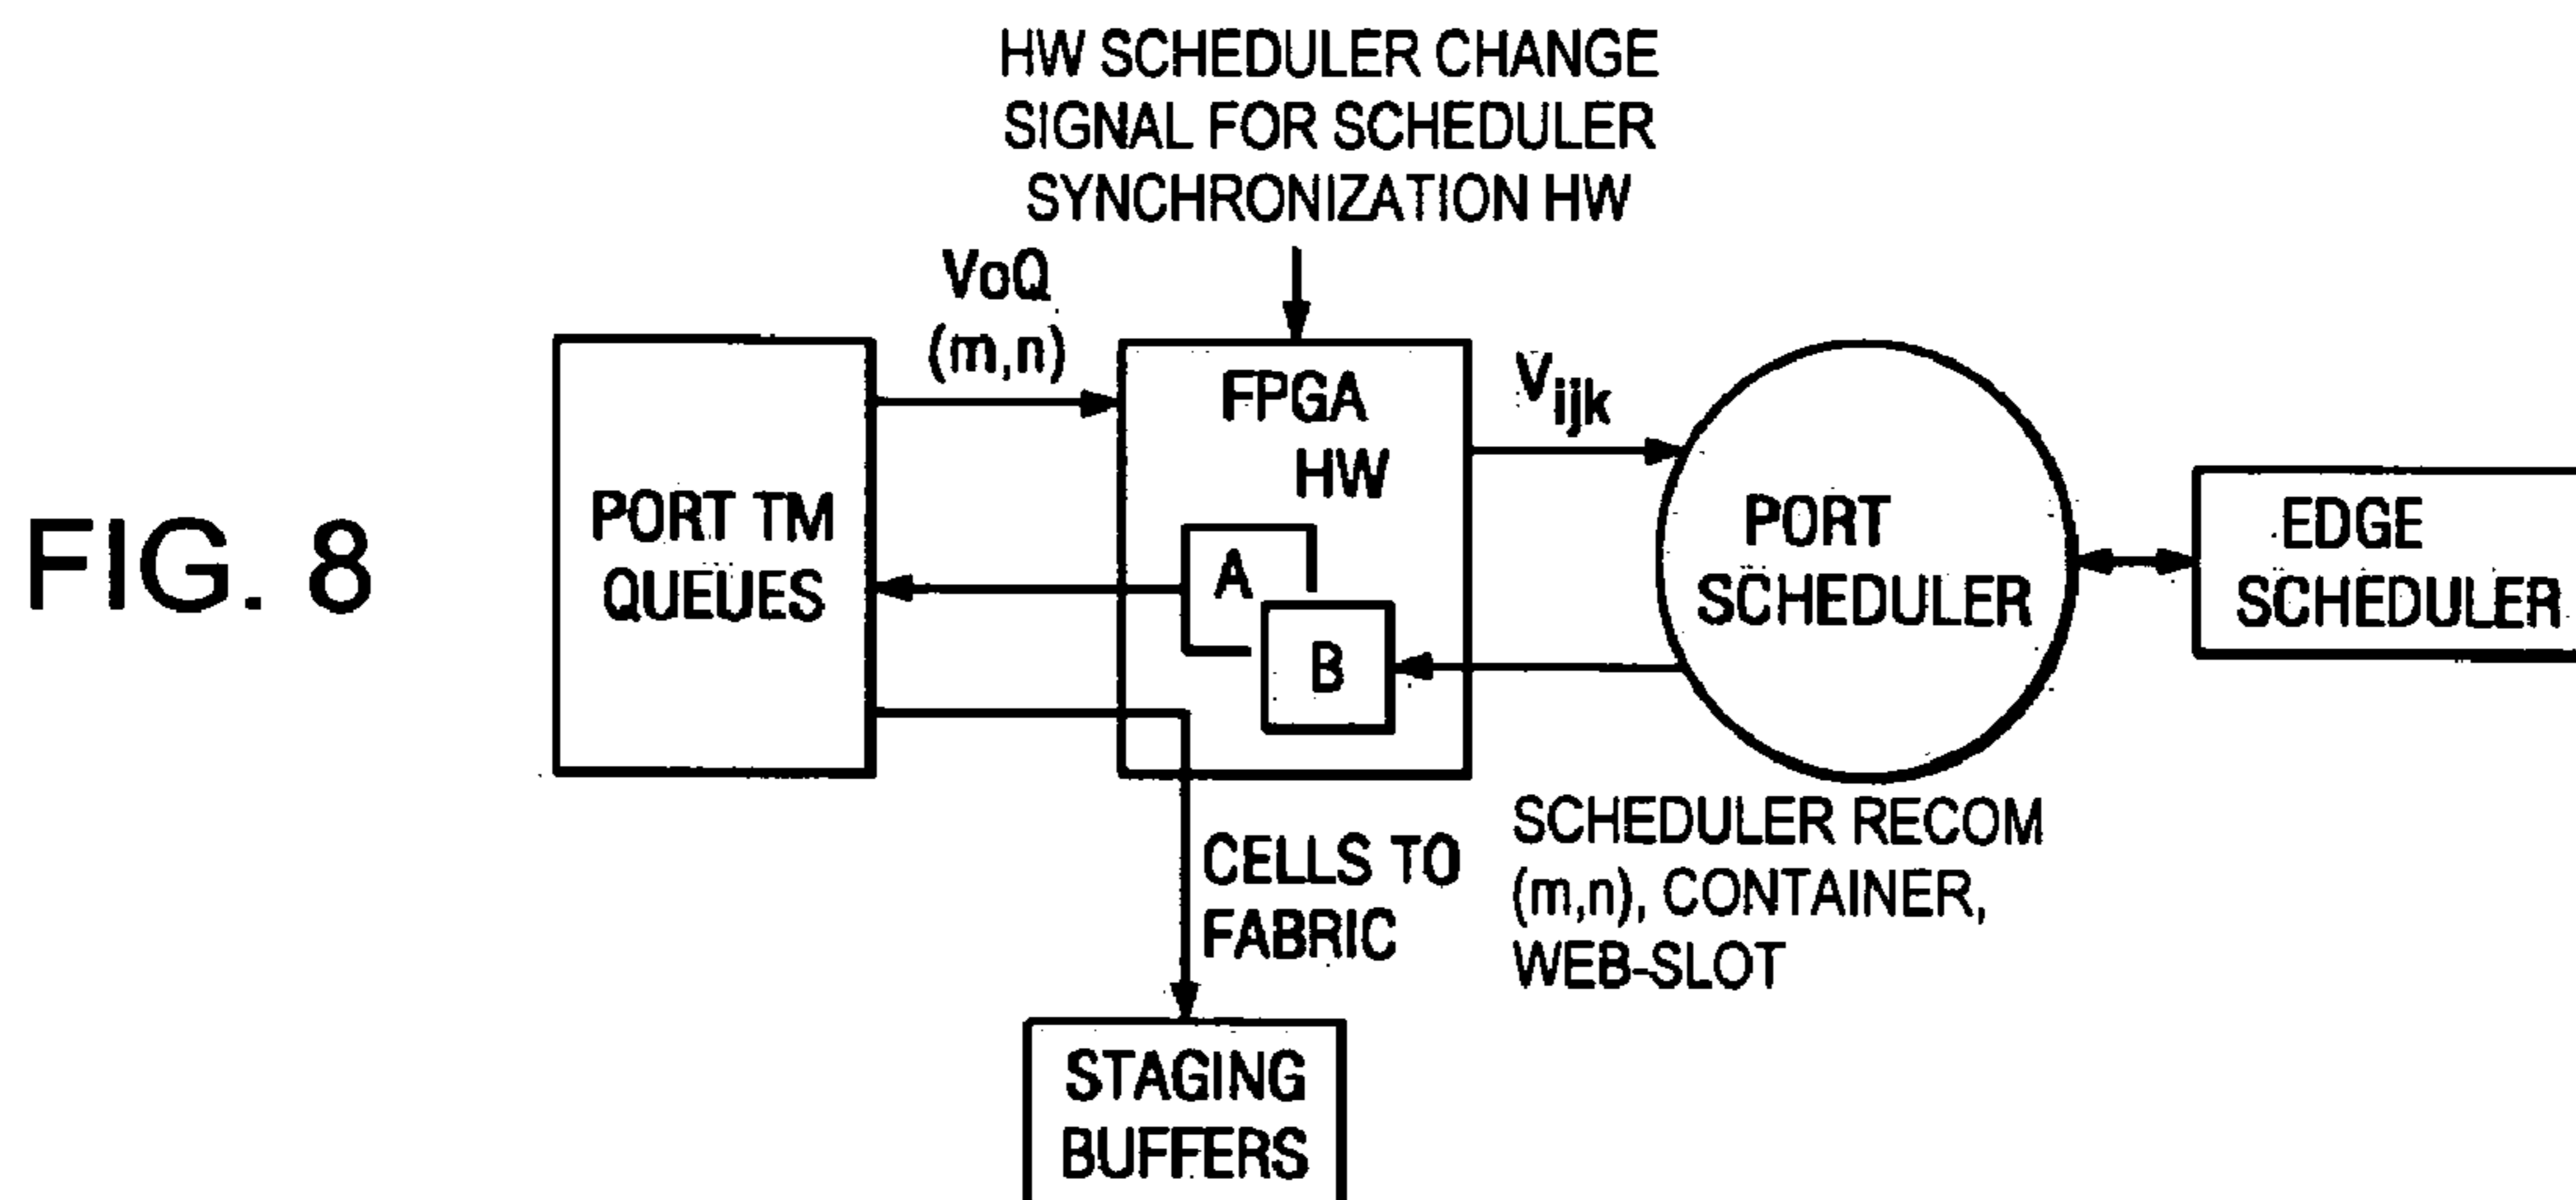 HW SCHEDULER CHANGE
SIGNAL FOR SCHEDULER
SYNCHRONIZATION HW
VoQ
(m,n)
FPGA
HW
Vijk
PORT TM
QUEUES
A
B
PORT
SCHEDULER
EDGE
SCHEDULER
FIG. 8
CELLS TO
FABRIC
SCHEDULER RECOM
(m,n), CONTAINER,
WEB-SLOT
STAGING
BUFFERS